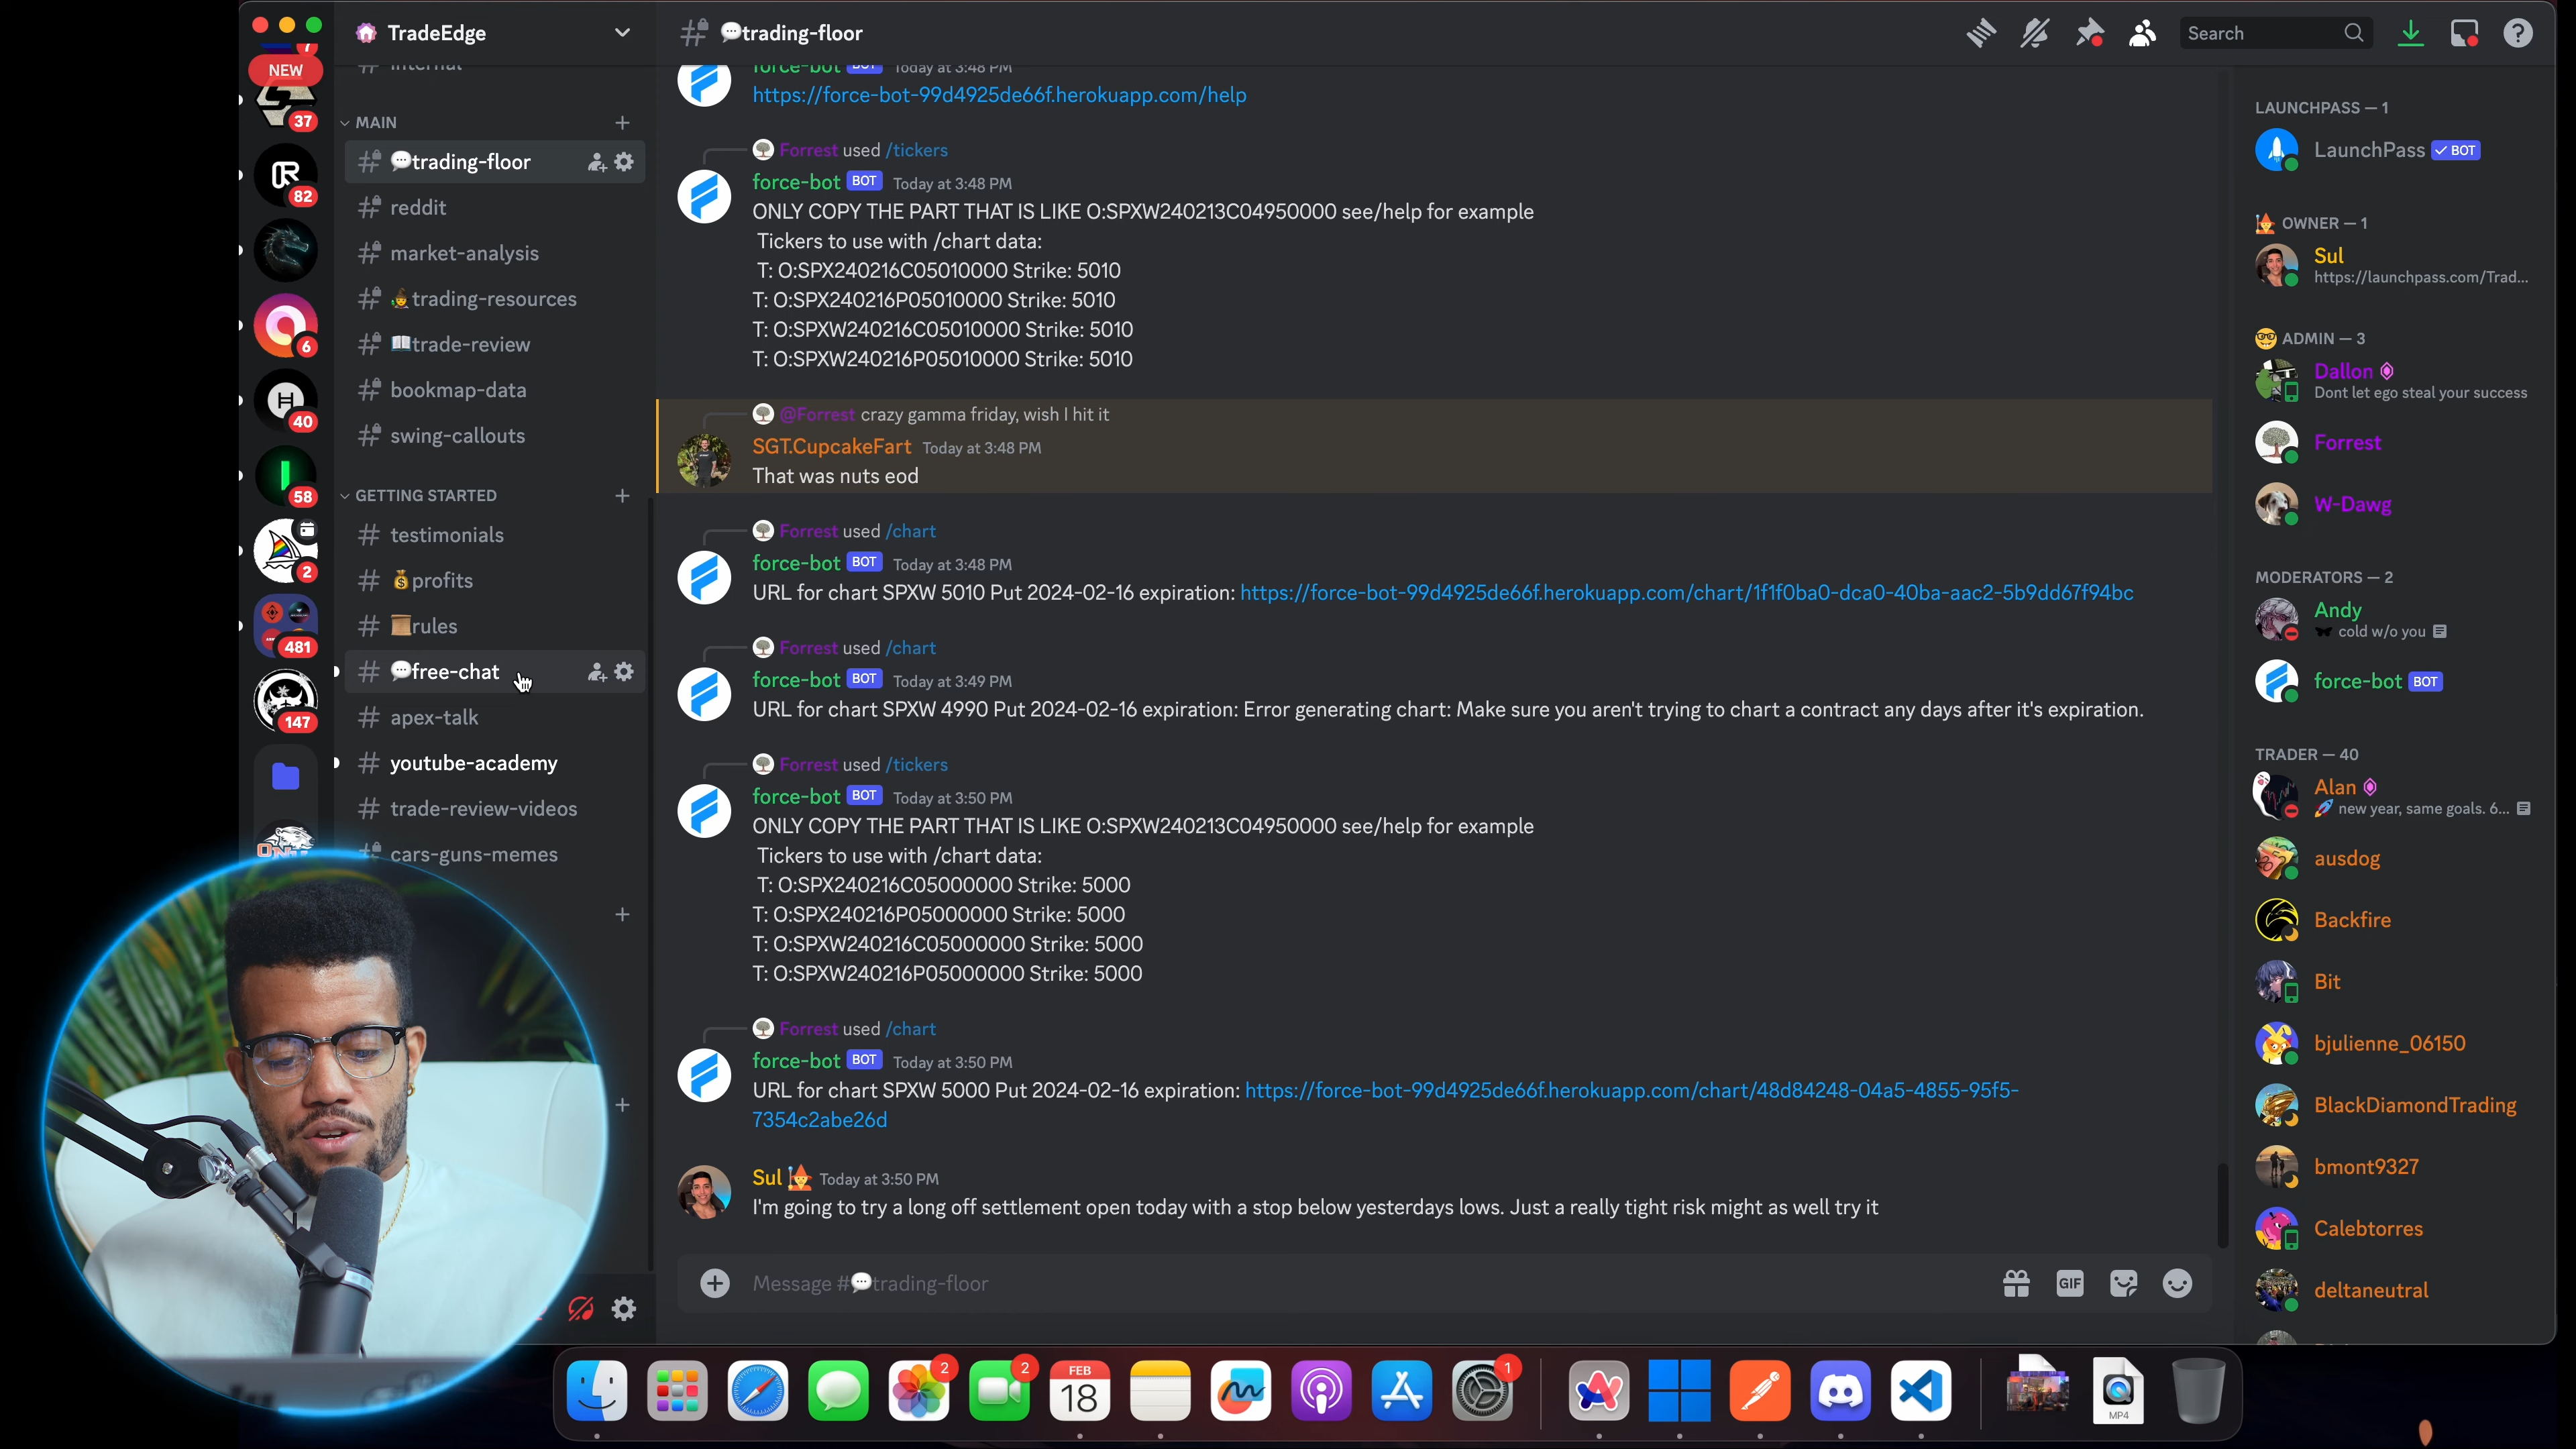 NEW
7
37
82
6
40
58
2
481
147
TradeEdge
internal
MAIN
trading-floor
reddit
market-analysis
trading-resources
trade-review
bookmap-data
swing-callouts
GETTING STARTED
testimonials
profits
rules
free-chat
apex-talk
youtube-academy
trade-review-videos
cars-guns-memes
trading-floor
Search
force-bot BOT Today at 3:48 PM
https://force-bot-99d4925de66f.herokuapp.com/help
Forrest used /tickers
force-bot BOT Today at 3:48 PM
ONLY COPY THE PART THAT IS LIKE O:SPXW240213C04950000 see/help for example
Tickers to use with /chart data:
T: O:SPX240216C05010000 Strike: 5010
T: O:SPX240216P05010000 Strike: 5010
T: O:SPXW240216C05010000 Strike: 5010
T: O:SPXW240216P05010000 Strike: 5010
@Forrest crazy gamma friday, wish I hit it
SGT.CupcakeFart Today at 3:48 PM
That was nuts eod
Forrest used /chart
force-bot BOT Today at 3:48 PM
URL for chart SPXW 5010 Put 2024-02-16 expiration: https://force-bot-99d4925de66f.herokuapp.com/chart/1f1f0ba0-dca0-40ba-aac2-5b9dd67f94bc
Forrest used /chart
force-bot BOT Today at 3:49 PM
URL for chart SPXW 4990 Put 2024-02-16 expiration: Error generating chart: Make sure you aren't trying to chart a contract any days after it's expiration.
Forrest used /tickers
force-bot BOT Today at 3:50 PM
ONLY COPY THE PART THAT IS LIKE O:SPXW240213C04950000 see/help for example
Tickers to use with /chart data:
T: O:SPX240216C05000000 Strike: 5000
T: O:SPX240216P05000000 Strike: 5000
T: O:SPXW240216C05000000 Strike: 5000
T: O:SPXW240216P05000000 Strike: 5000
Forrest used /chart
force-bot BOT Today at 3:50 PM
URL for chart SPXW 5000 Put 2024-02-16 expiration: https://force-bot-99d4925de66f.herokuapp.com/chart/48d84248-04a5-4855-95f5-
7354c2abe26d
Sul Today at 3:50 PM
I'm going to try a long off settlement open today with a stop below yesterdays lows. Just a really tight risk might as well try it
Message #trading-floor
GIF
LAUNCHPASS — 1
LaunchPass BOT
OWNER — 1
Sul
https://launchpass.com/Trad...
ADMIN — 3
Dallon
Dont let ego steal your success
Forrest
W-Dawg
MODERATORS — 2
Andy
cold w/o you
force-bot BOT
TRADER — 40
Alan
new year, same goals. 6...
ausdog
Backfire
Bit
bjulienne_06150
BlackDiamondTrading
bmont9327
Calebtorres
deltaneutral
2
2
FEB
18
1
MP4